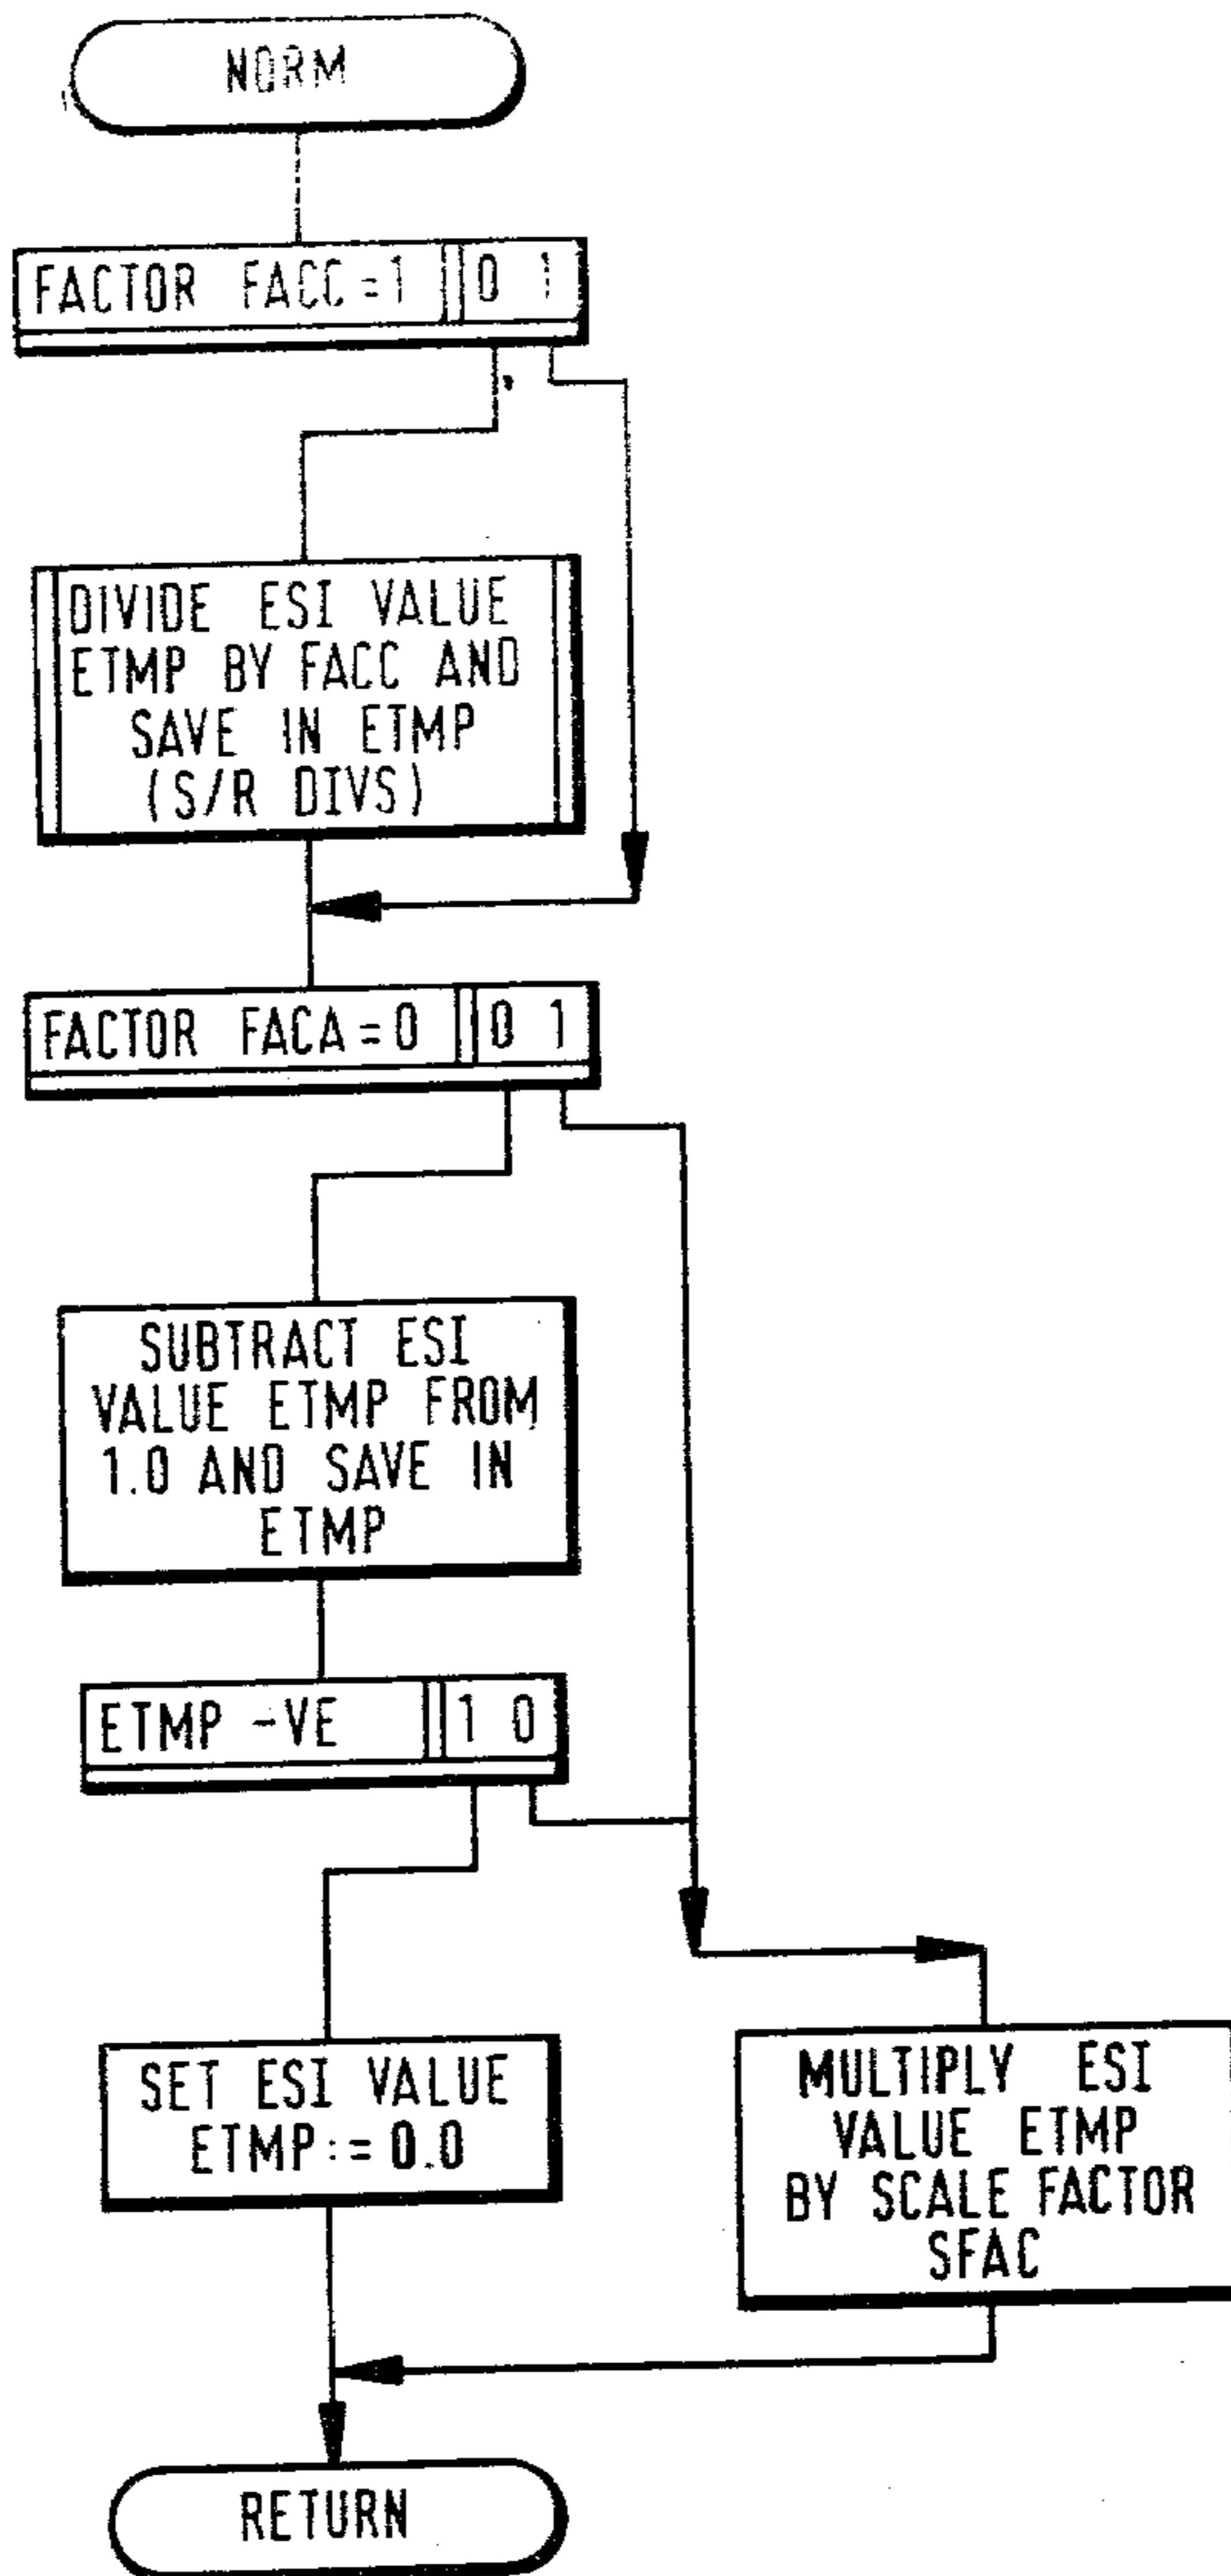 NORM
FACTOR FACC=1 0 1
DIVIDE ESI VALUE
ETMP BY FACC AND
SAVE IN ETMP
(S/R DIVS)
FACTOR FACA=0 0 1
SUBTRACT ESI
VALUE ETMP FROM
1.0 AND SAVE IN
ETMP
ETMP -VE 1 0
SET ESI VALUE
ETMP:=0.0
MULTIPLY ESI
VALUE ETMP
BY SCALE FACTOR
SFAC
RETURN